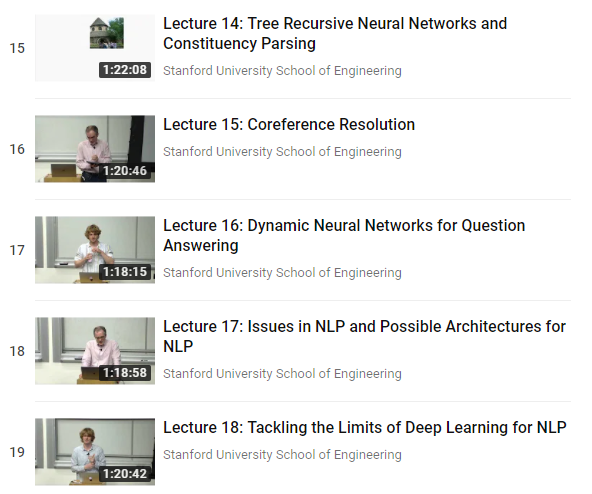 15
1:22:08
Lecture 14: Tree Recursive Neural Networks and
Constituency Parsing
Stanford University School of Engineering
16
1:20:46
Lecture 15: Coreference Resolution
Stanford University School of Engineering
17
1:18:15
Lecture 16: Dynamic Neural Networks for Question
Answering
Stanford University School of Engineering
18
1:18:58
Lecture 17: Issues in NLP and Possible Architectures for
NLP
Stanford University School of Engineering
19
1:20:42
Lecture 18: Tackling the Limits of Deep Learning for NLP
Stanford University School of Engineering